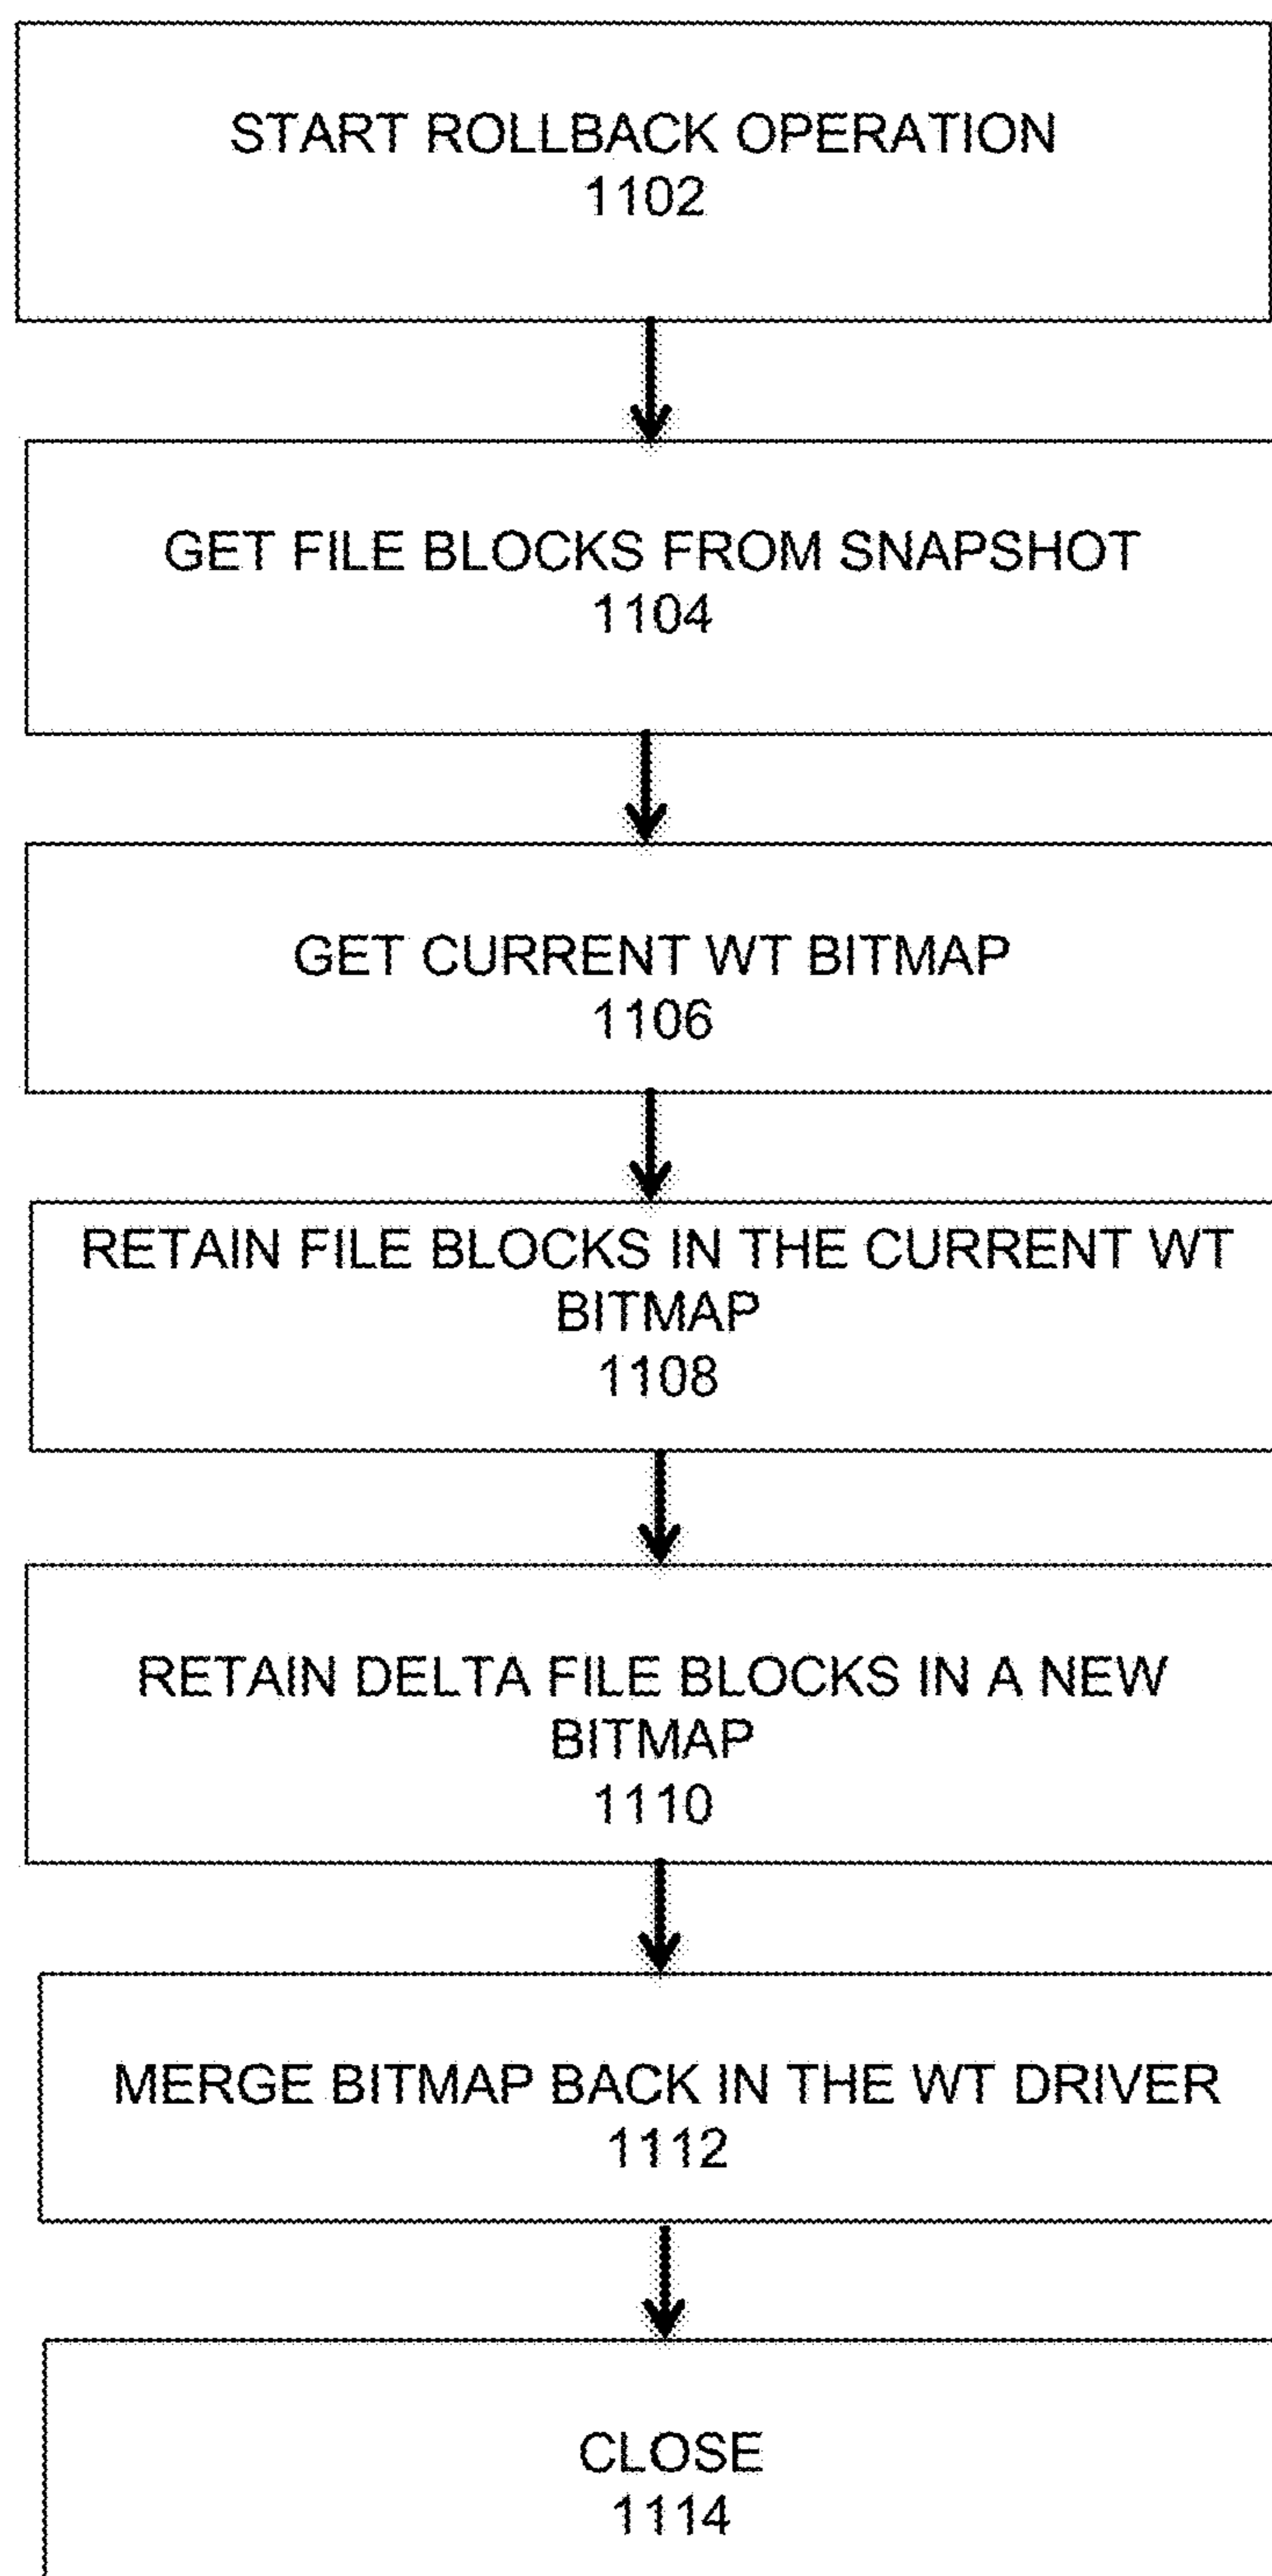 START ROLLBACK OPERATION
1102
GET FILE BLOCKS FROM SNAPSHOT
1104
GET CURRENT WT BITMAP
1106
RETAIN FILE BLOCKS IN THE CURRENT WT
BITMAP
1108
RETAIN DELTA FILE BLOCKS IN A NEW
BITMAP
1110
MERGE BITMAP BACK IN THE WT DRIVER
1112
CLOSE
1114